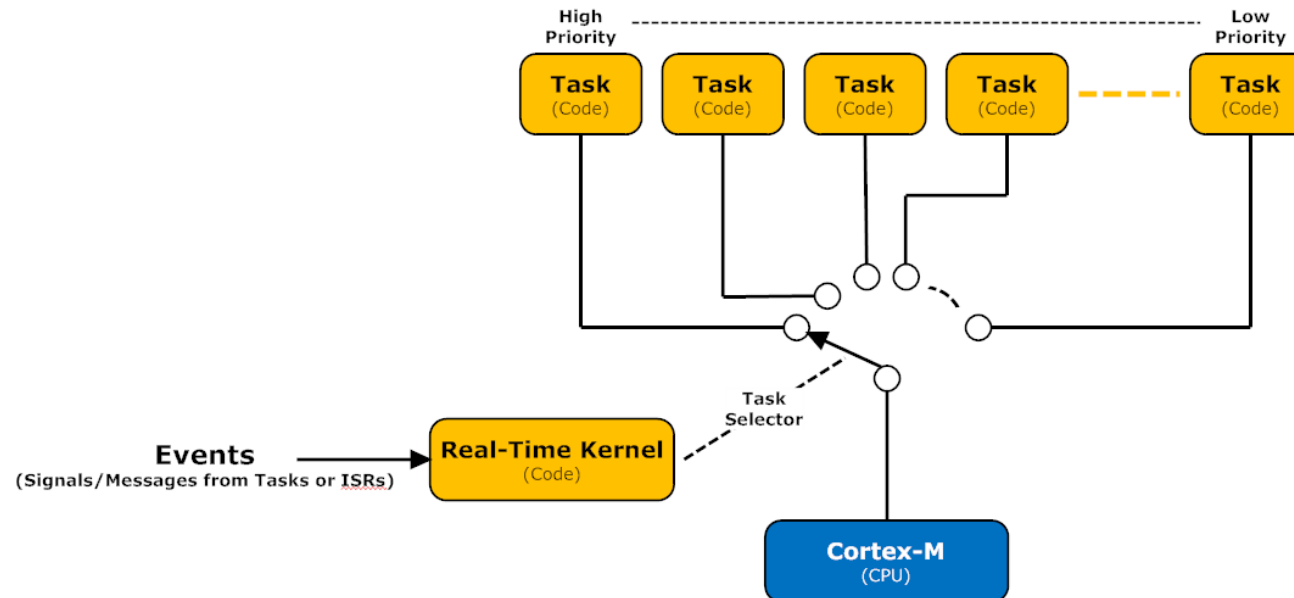 High
Priority
Low
Priority
Task
(Code)
Task
(Code)
Task
(Code)
Task
(Code)
Task
(Code)
Task
Selector
Events
(Signals/Messages from Tasks or ISRs)
Real-Time Kernel
(Code)
Cortex-M
(CPU)